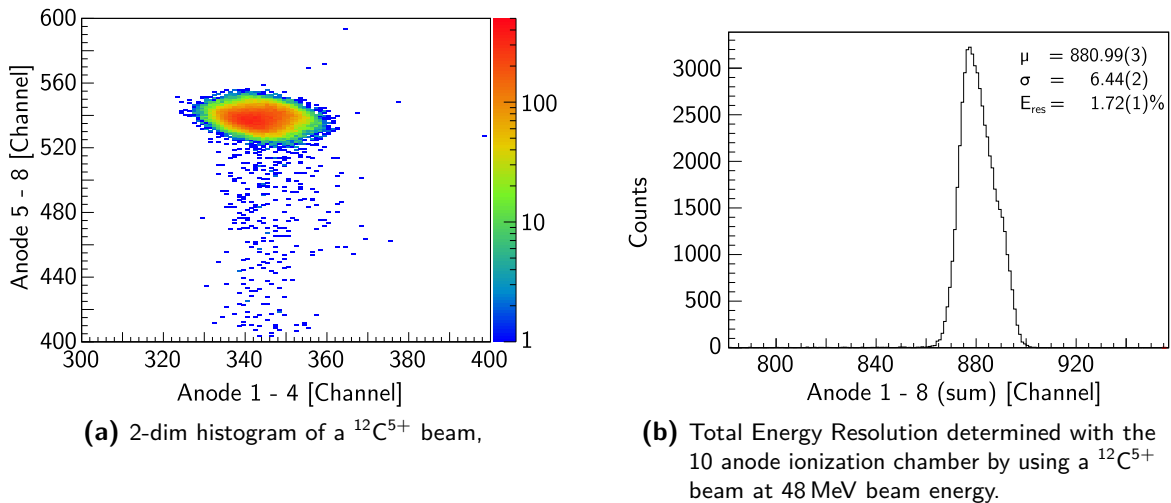 600
560
520
480
440
400
Anode 5 - 8 [Channel]
300
320
340
360
380
400
Anode 1 - 4 [Channel]
100
10
1
(a) 2-dim histogram of a ¹²C⁵⁺ beam,
3000
2500
2000
1500
1000
500
0
Counts
μ = 880.99(3)
σ = 6.44(2)
E_res = 1.72(1)%
800
840
880
920
Anode 1 - 8 (sum) [Channel]
(b) Total Energy Resolution determined with the
10 anode ionization chamber by using a ¹²C⁵⁺
beam at 48 MeV beam energy.